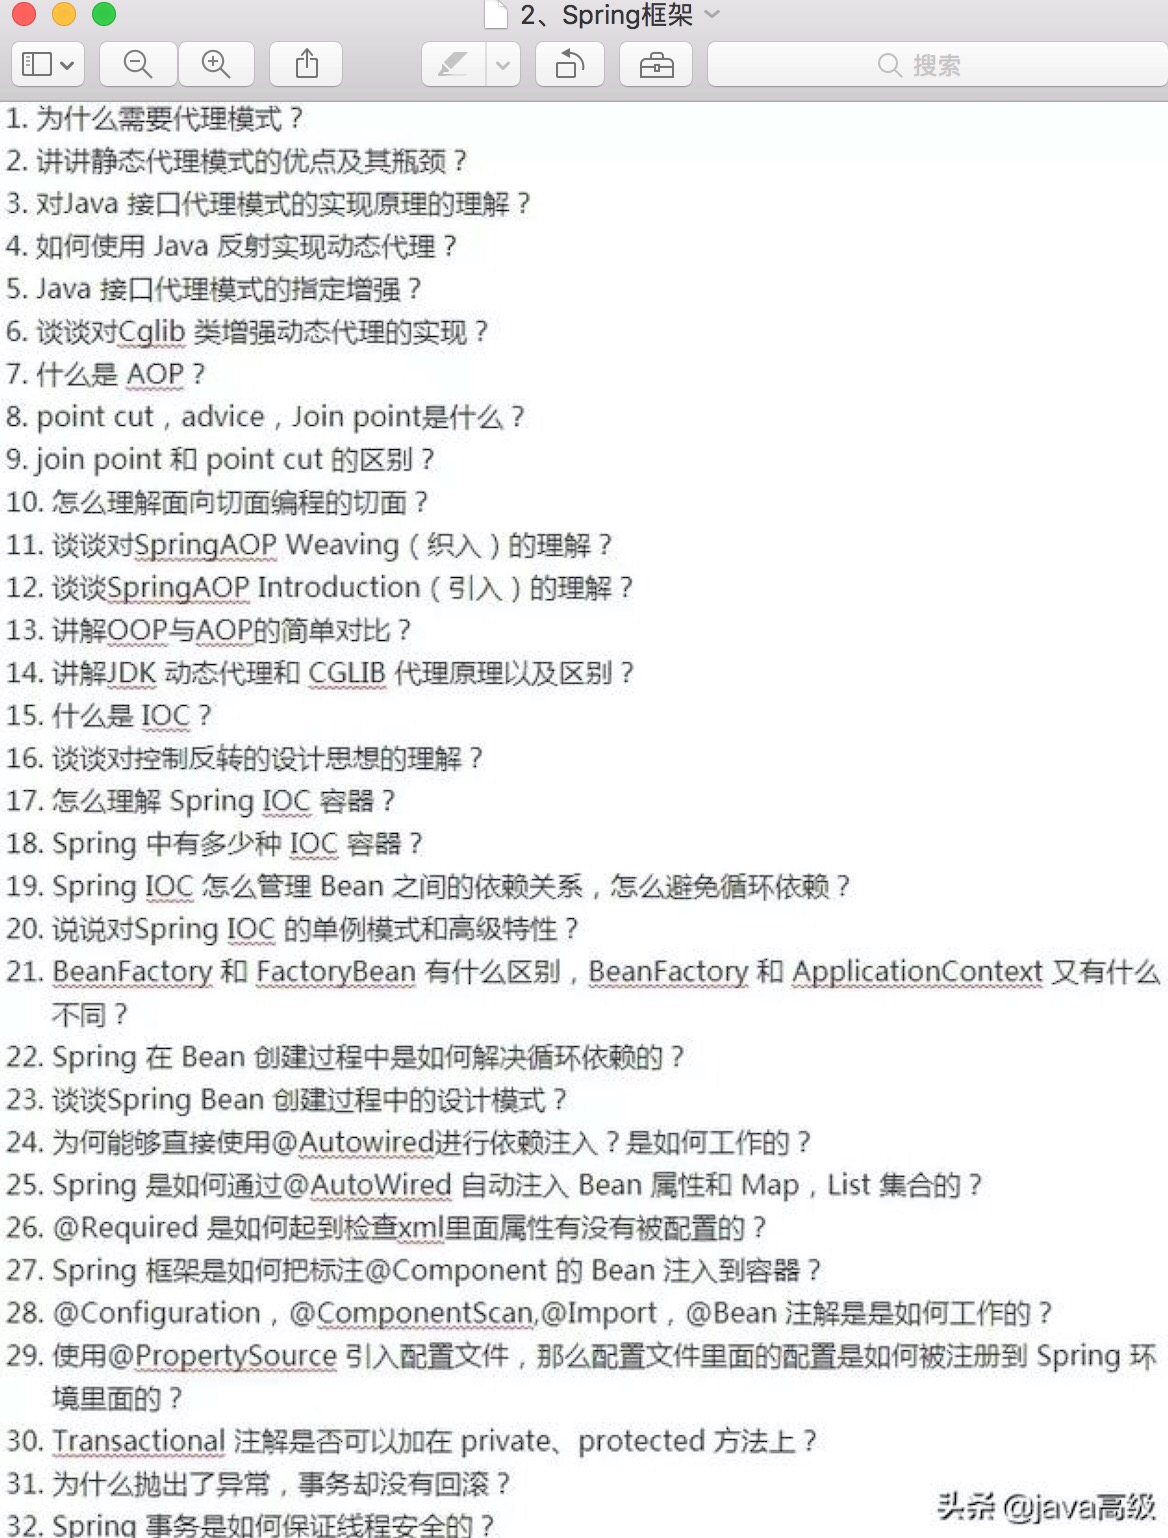 2、Spring框架
搜索
1. 为什么需要代理模式？
2. 讲讲静态代理模式的优点及其瓶颈？
3. 对Java 接口代理模式的实现原理的理解？
4. 如何使用 Java 反射实现动态代理？
5. Java 接口代理模式的指定增强？
6. 谈谈对Cglib 类增强动态代理的实现？
7. 什么是 AOP？
8. point cut，advice，Join point是什么？
9. join point 和 point cut 的区别？
10. 怎么理解面向切面编程的切面？
11. 谈谈对SpringAOP Weaving（织入）的理解？
12. 谈谈SpringAOP Introduction（引入）的理解？
13. 讲解OOP与AOP的简单对比？
14. 讲解JDK 动态代理和 CGLIB 代理原理以及区别？
15. 什么是 IOC？
16. 谈谈对控制反转的设计思想的理解？
17. 怎么理解 Spring IOC 容器？
18. Spring 中有多少种 IOC 容器？
19. Spring IOC 怎么管理 Bean 之间的依赖关系，怎么避免循环依赖？
20. 说说对Spring IOC 的单例模式和高级特性？
21. BeanFactory 和 FactoryBean 有什么区别，BeanFactory 和 ApplicationContext 又有什么
不同？
22. Spring 在 Bean 创建过程中是如何解决循环依赖的？
23. 谈谈Spring Bean 创建过程中的设计模式？
24. 为何能够直接使用@Autowired进行依赖注入？是如何工作的？
25. Spring 是如何通过@AutoWired 自动注入 Bean 属性和 Map，List 集合的？
26. @Required 是如何起到检查xml里面属性有没有被配置的？
27. Spring 框架是如何把标注@Component 的 Bean 注入到容器？
28. @Configuration，@ComponentScan,@Import，@Bean 注解是是如何工作的？
29. 使用@PropertySource 引入配置文件，那么配置文件里面的配置是如何被注册到 Spring 环
境里面的？
30. Transactional 注解是否可以加在 private、protected 方法上？
31. 为什么抛出了异常，事务却没有回滚？
32. Spring 事务是如何保证线程安全的？
头条 @java高级